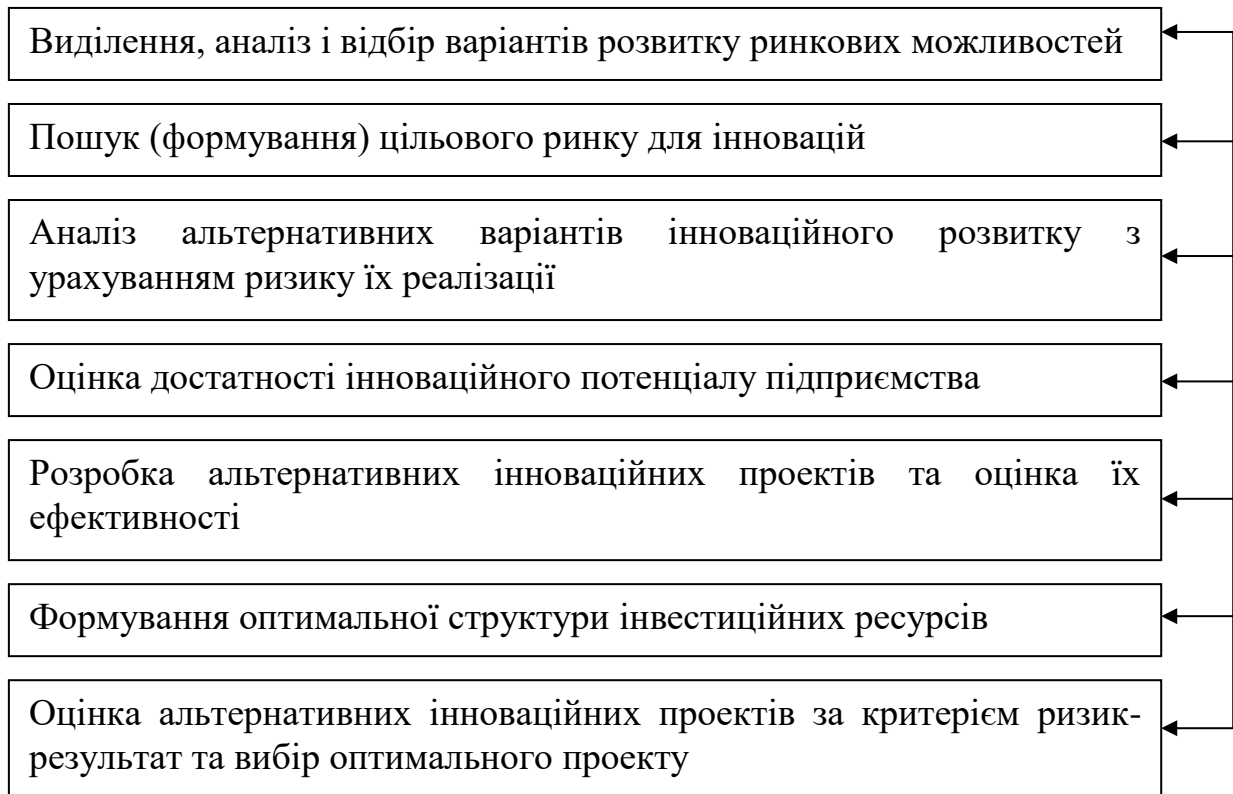 Виділення, аналіз і відбір варіантів розвитку ринкових можливостей
Пошук (формування) цільового ринку для інновацій
Аналіз альтернативних варіантів інноваційного розвитку з
урахуванням ризику їх реалізації
Оцінка достатності інноваційного потенціалу підприємства
Розробка альтернативних інноваційних проектів та оцінка їх
ефективності
Формування оптимальної структури інвестиційних ресурсів
Оцінка альтернативних інноваційних проектів за критерієм ризик-
результат та вибір оптимального проекту